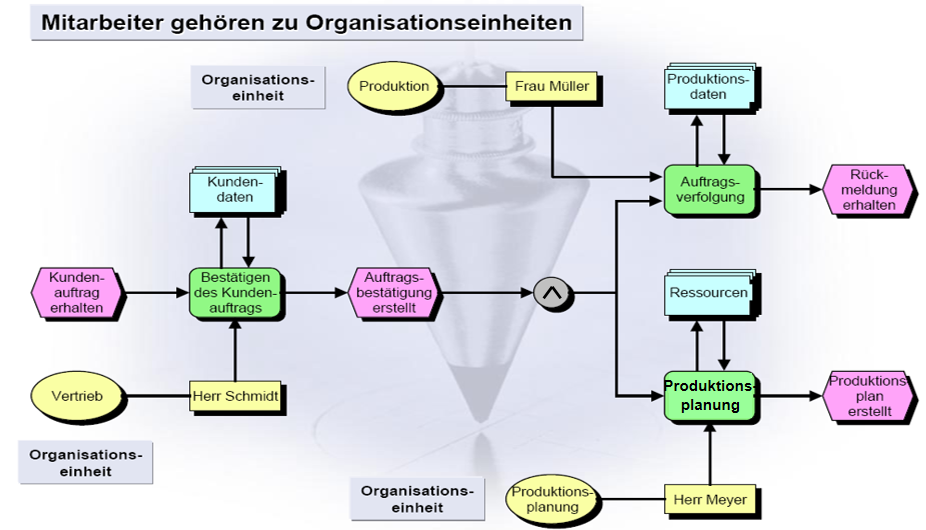 Mitarbeiter gehören zu Organisationseinheiten
Organisations-
einheit
Produktion
Frau Müller
Produktions-
daten
Auftrags-
verfolgung
Rück-
meldung
erhalten
Kunden-
daten
Kunden-
auftrag
erhalten
Bestätigen
des Kunden-
auftrags
Auftrags-
bestätigung
erstellt
Ressourcen
Vertrieb
Herr Schmidt
Produktions-
planung
Produktions
plan
erstellt
Organisations-
einheit
Organisations-
einheit
Produktions-
planung
Herr Meyer